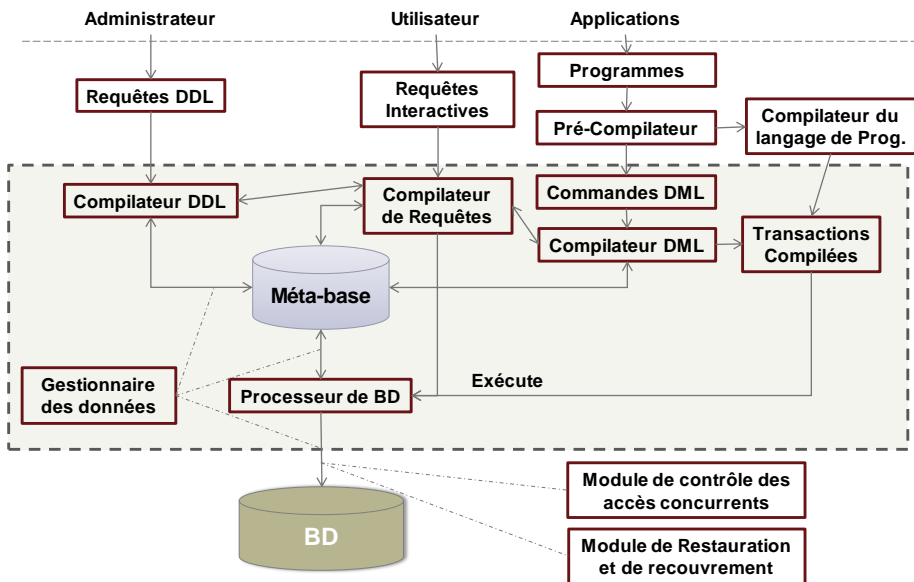 Administrateur
Utilisateur
Applications
Programmes
Requêtes DDL
Requêtes
Interactives
Pré-Compilateur
Compilateur du
langage de Prog.
Compilateur DDL
Compilateur
de Requêtes
Commandes DML
Compilateur DML
Transactions
Compilées
Méta-base
Gestionnaire
des données
Processeur de BD
Exécute
BD
Module de contrôle des
accès concurrents
Module de Restauration
et de recouvrement